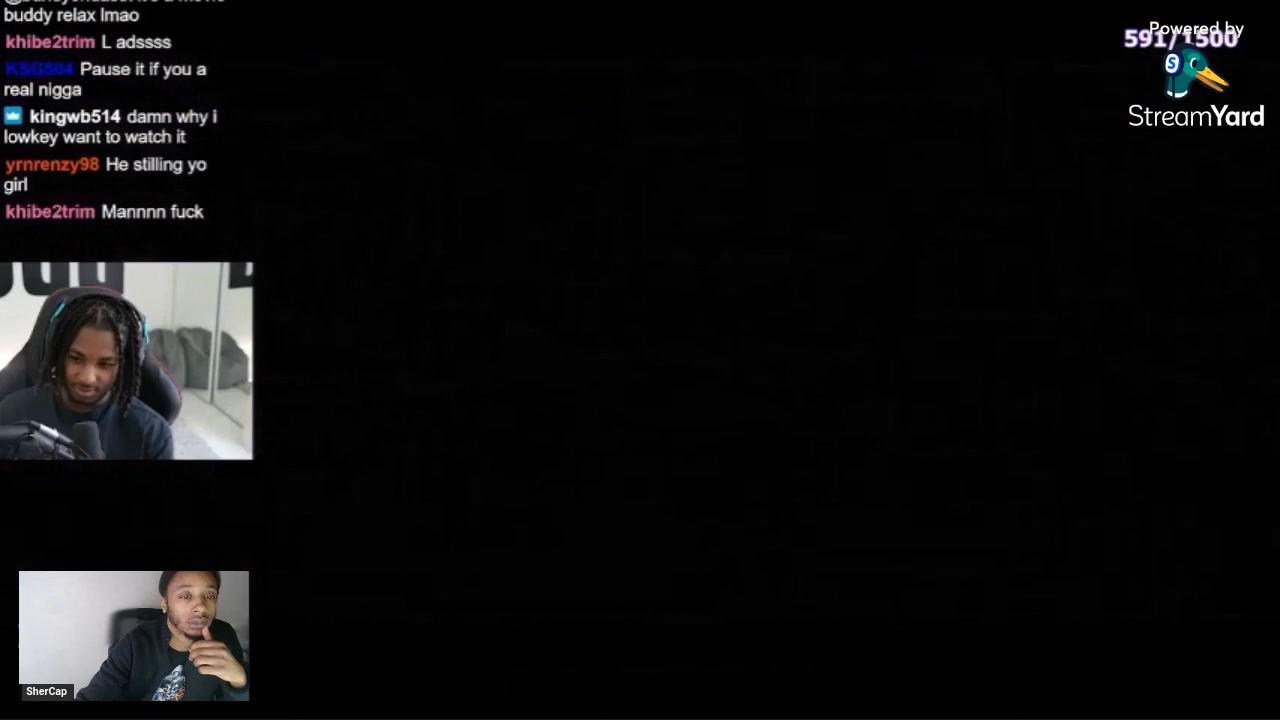 buddy relax lmao
khibe2trim L adssss
KSG504 Pause it if you a
real nigga
kingwb514 damn why i
lowkey want to watch it
yrnrenzy98 He stilling yo
girl
khibe2trim Mannnn fuck
Powered by
591/1500
S
StreamYard
SherCap